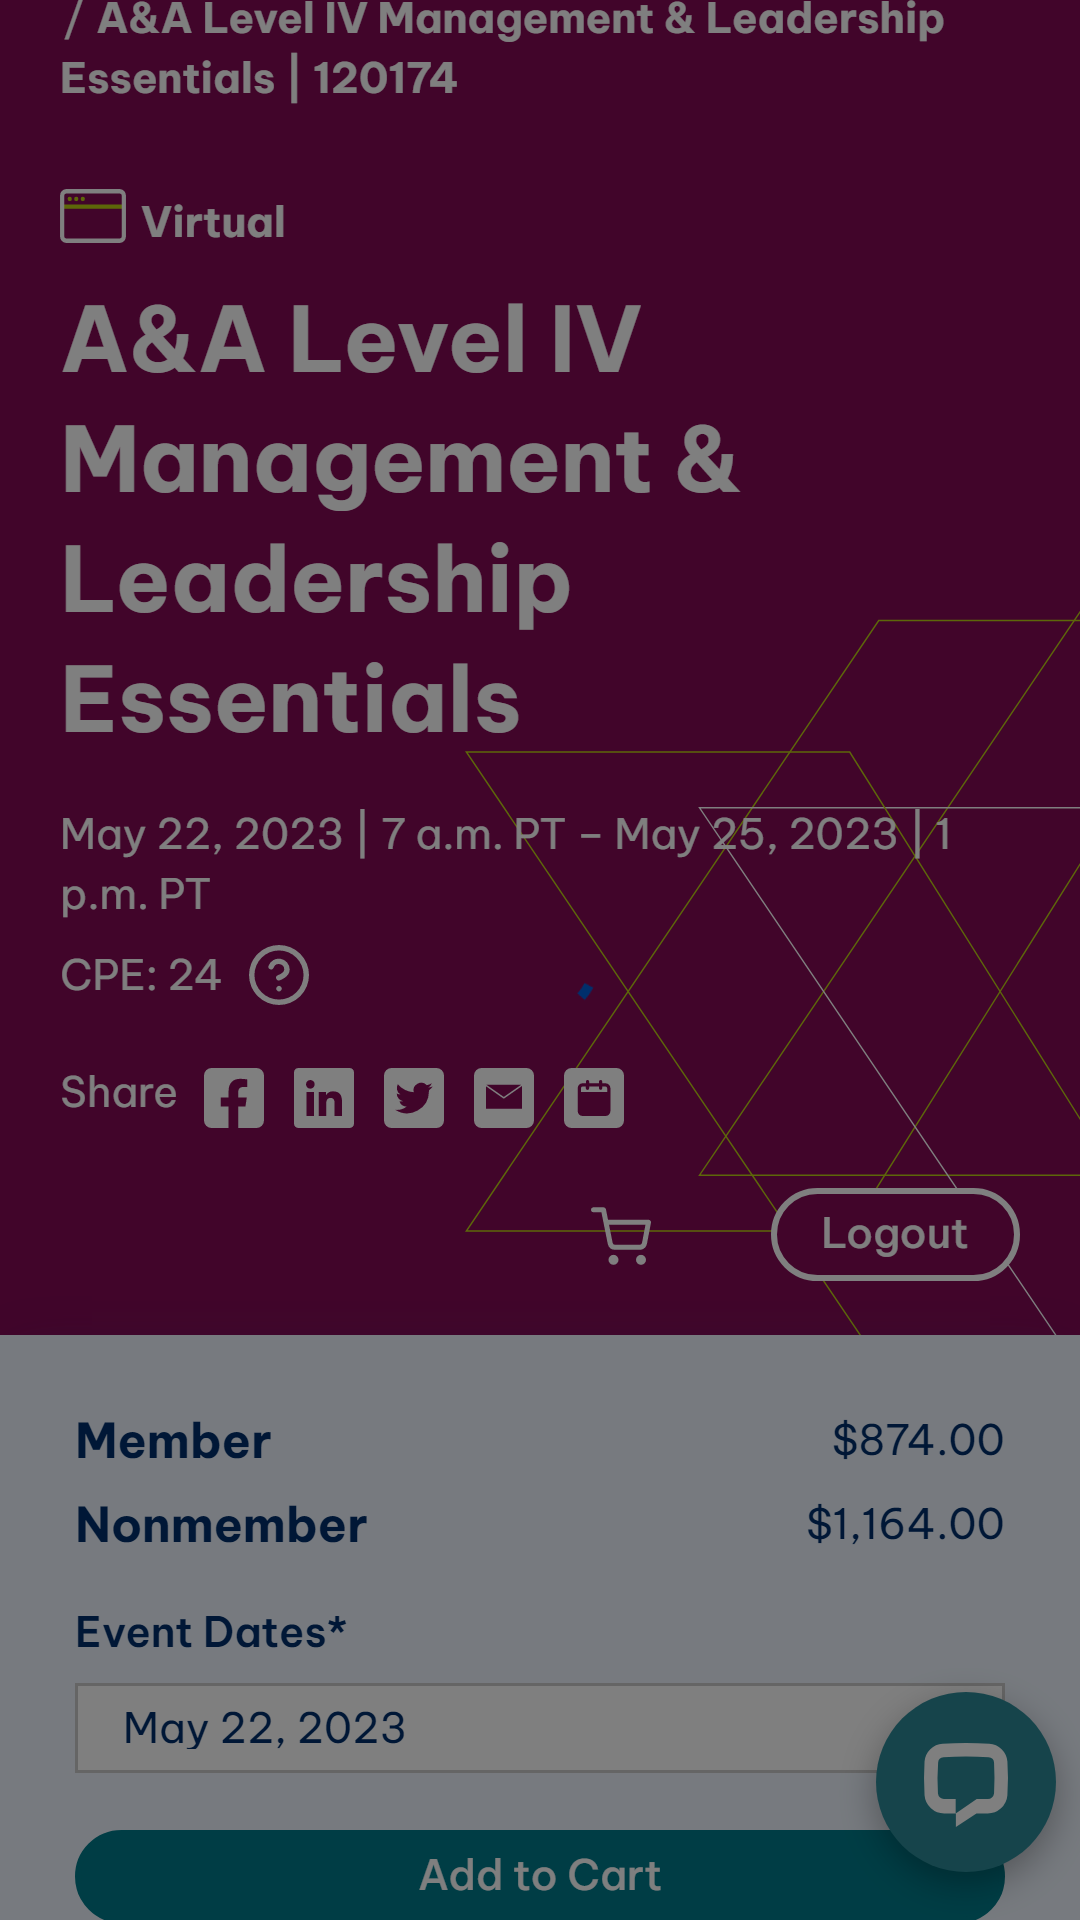 / A&A Level IV Management & Leadership
Essentials | 120174
Virtual
A&A Level IV
Management &
Leadership
Essentials
May 22, 2023 | 7 a.m. PT – May 25, 2023 | 1
p.m. PT
CPE: 24 ?
Share
Logout
Member $874.00
Nonmember $1,164.00
Event Dates*
May 22, 2023
Add to Cart